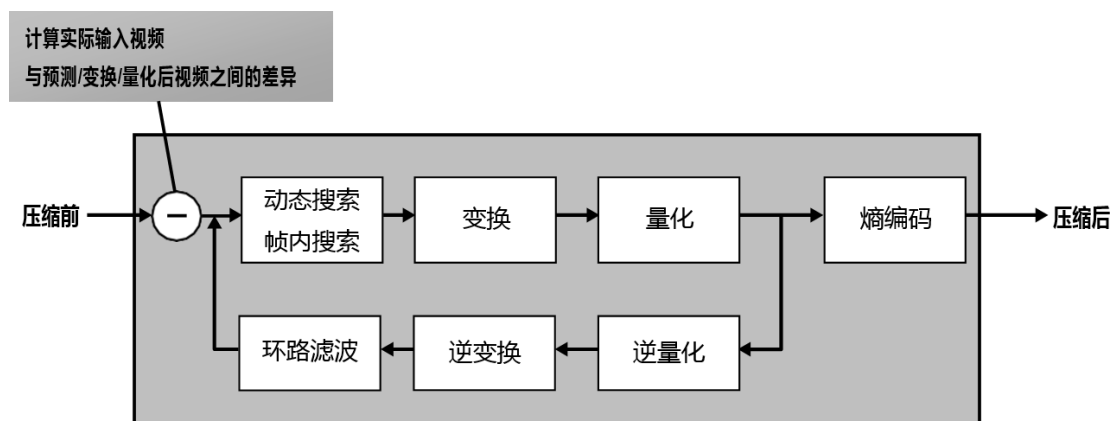 计算实际输入视频
与预测/变换/量化后视频之间的差异
压缩前
−
动态搜索
帧内搜索
变换
量化
熵编码
压缩后
环路滤波
逆变换
逆量化